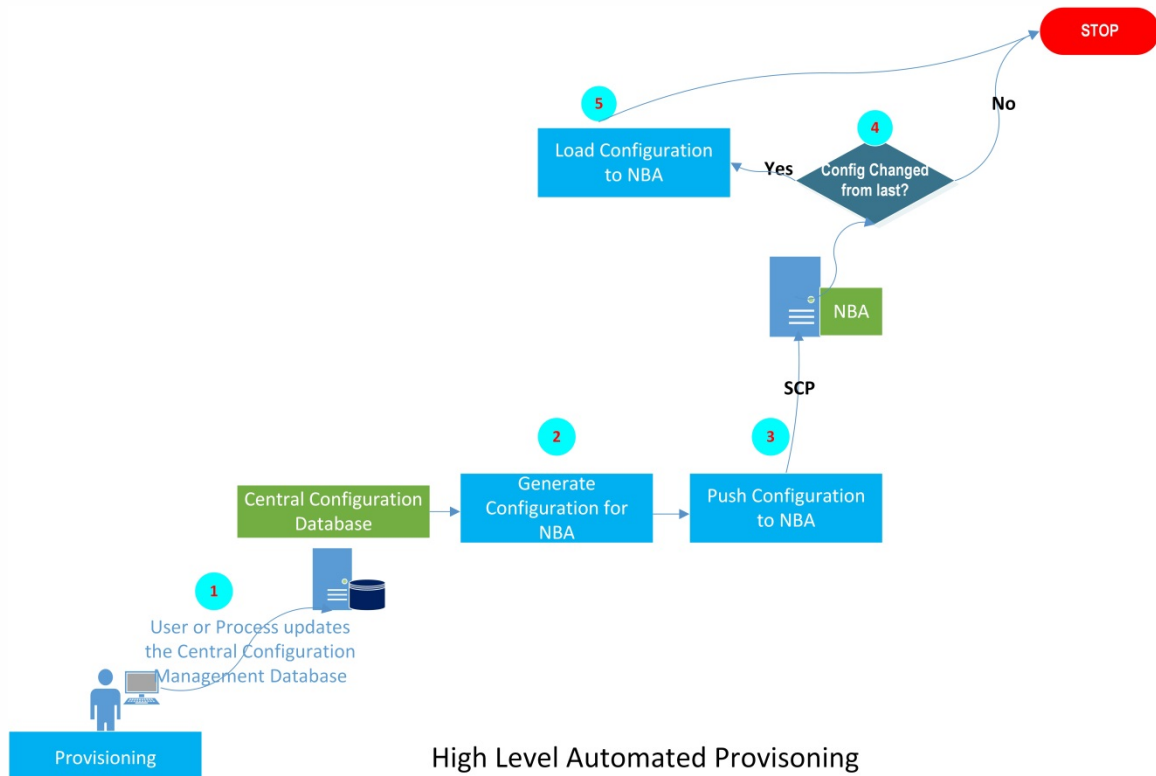 STOP
5
No
4
Load Configuration
to NBA
Yes
Config Changed
from last?
NBA
SCP
2
3
Central Configuration
Database
Generate
Configuration for
NBA
Push Configuration
to NBA
1
User or Process updates
the Central Configuration
Management Database
Provisioning
High Level Automated Provisoning